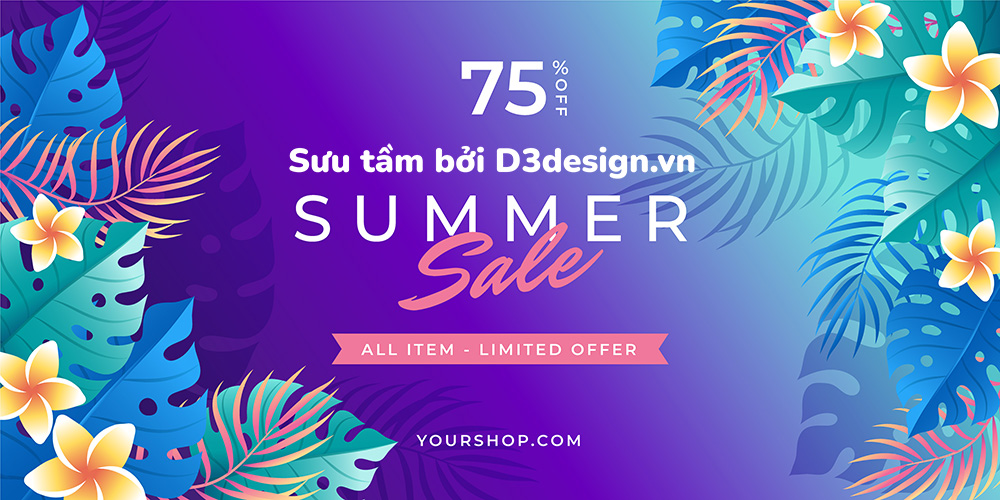 75 % OFF
Sưu tầm bởi D3design.vn
SUMMER
Sale
ALL ITEM - LIMITED OFFER
YOURSHOP.COM